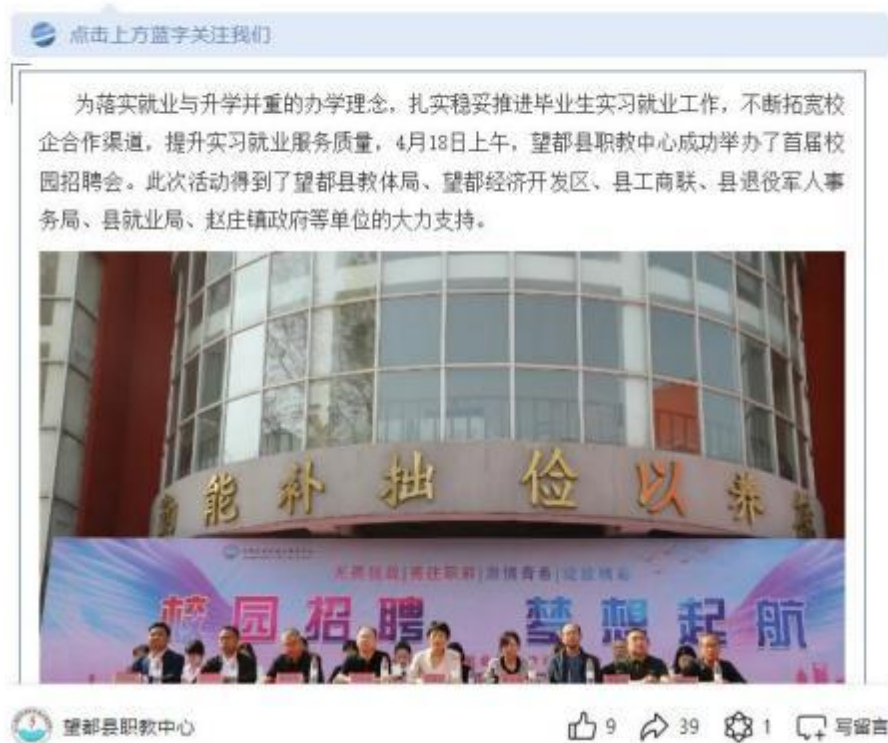 点击上方蓝字关注我们
为落实就业与升学并重的办学理念，扎实稳妥推进毕业生实习就业工作，不断拓宽校
企合作渠道，提升实习就业服务质量，4月18日上午，望都县职教中心成功举办了首届校
园招聘会。此次活动得到了望都县教体局、望都经济开发区、县工商联、县退役军人事
务局、县就业局、赵庄镇政府等单位的大力支持。
能补拙 俭以养
校园招聘 梦想起航
望都县职教中心
9 39 1 写留言